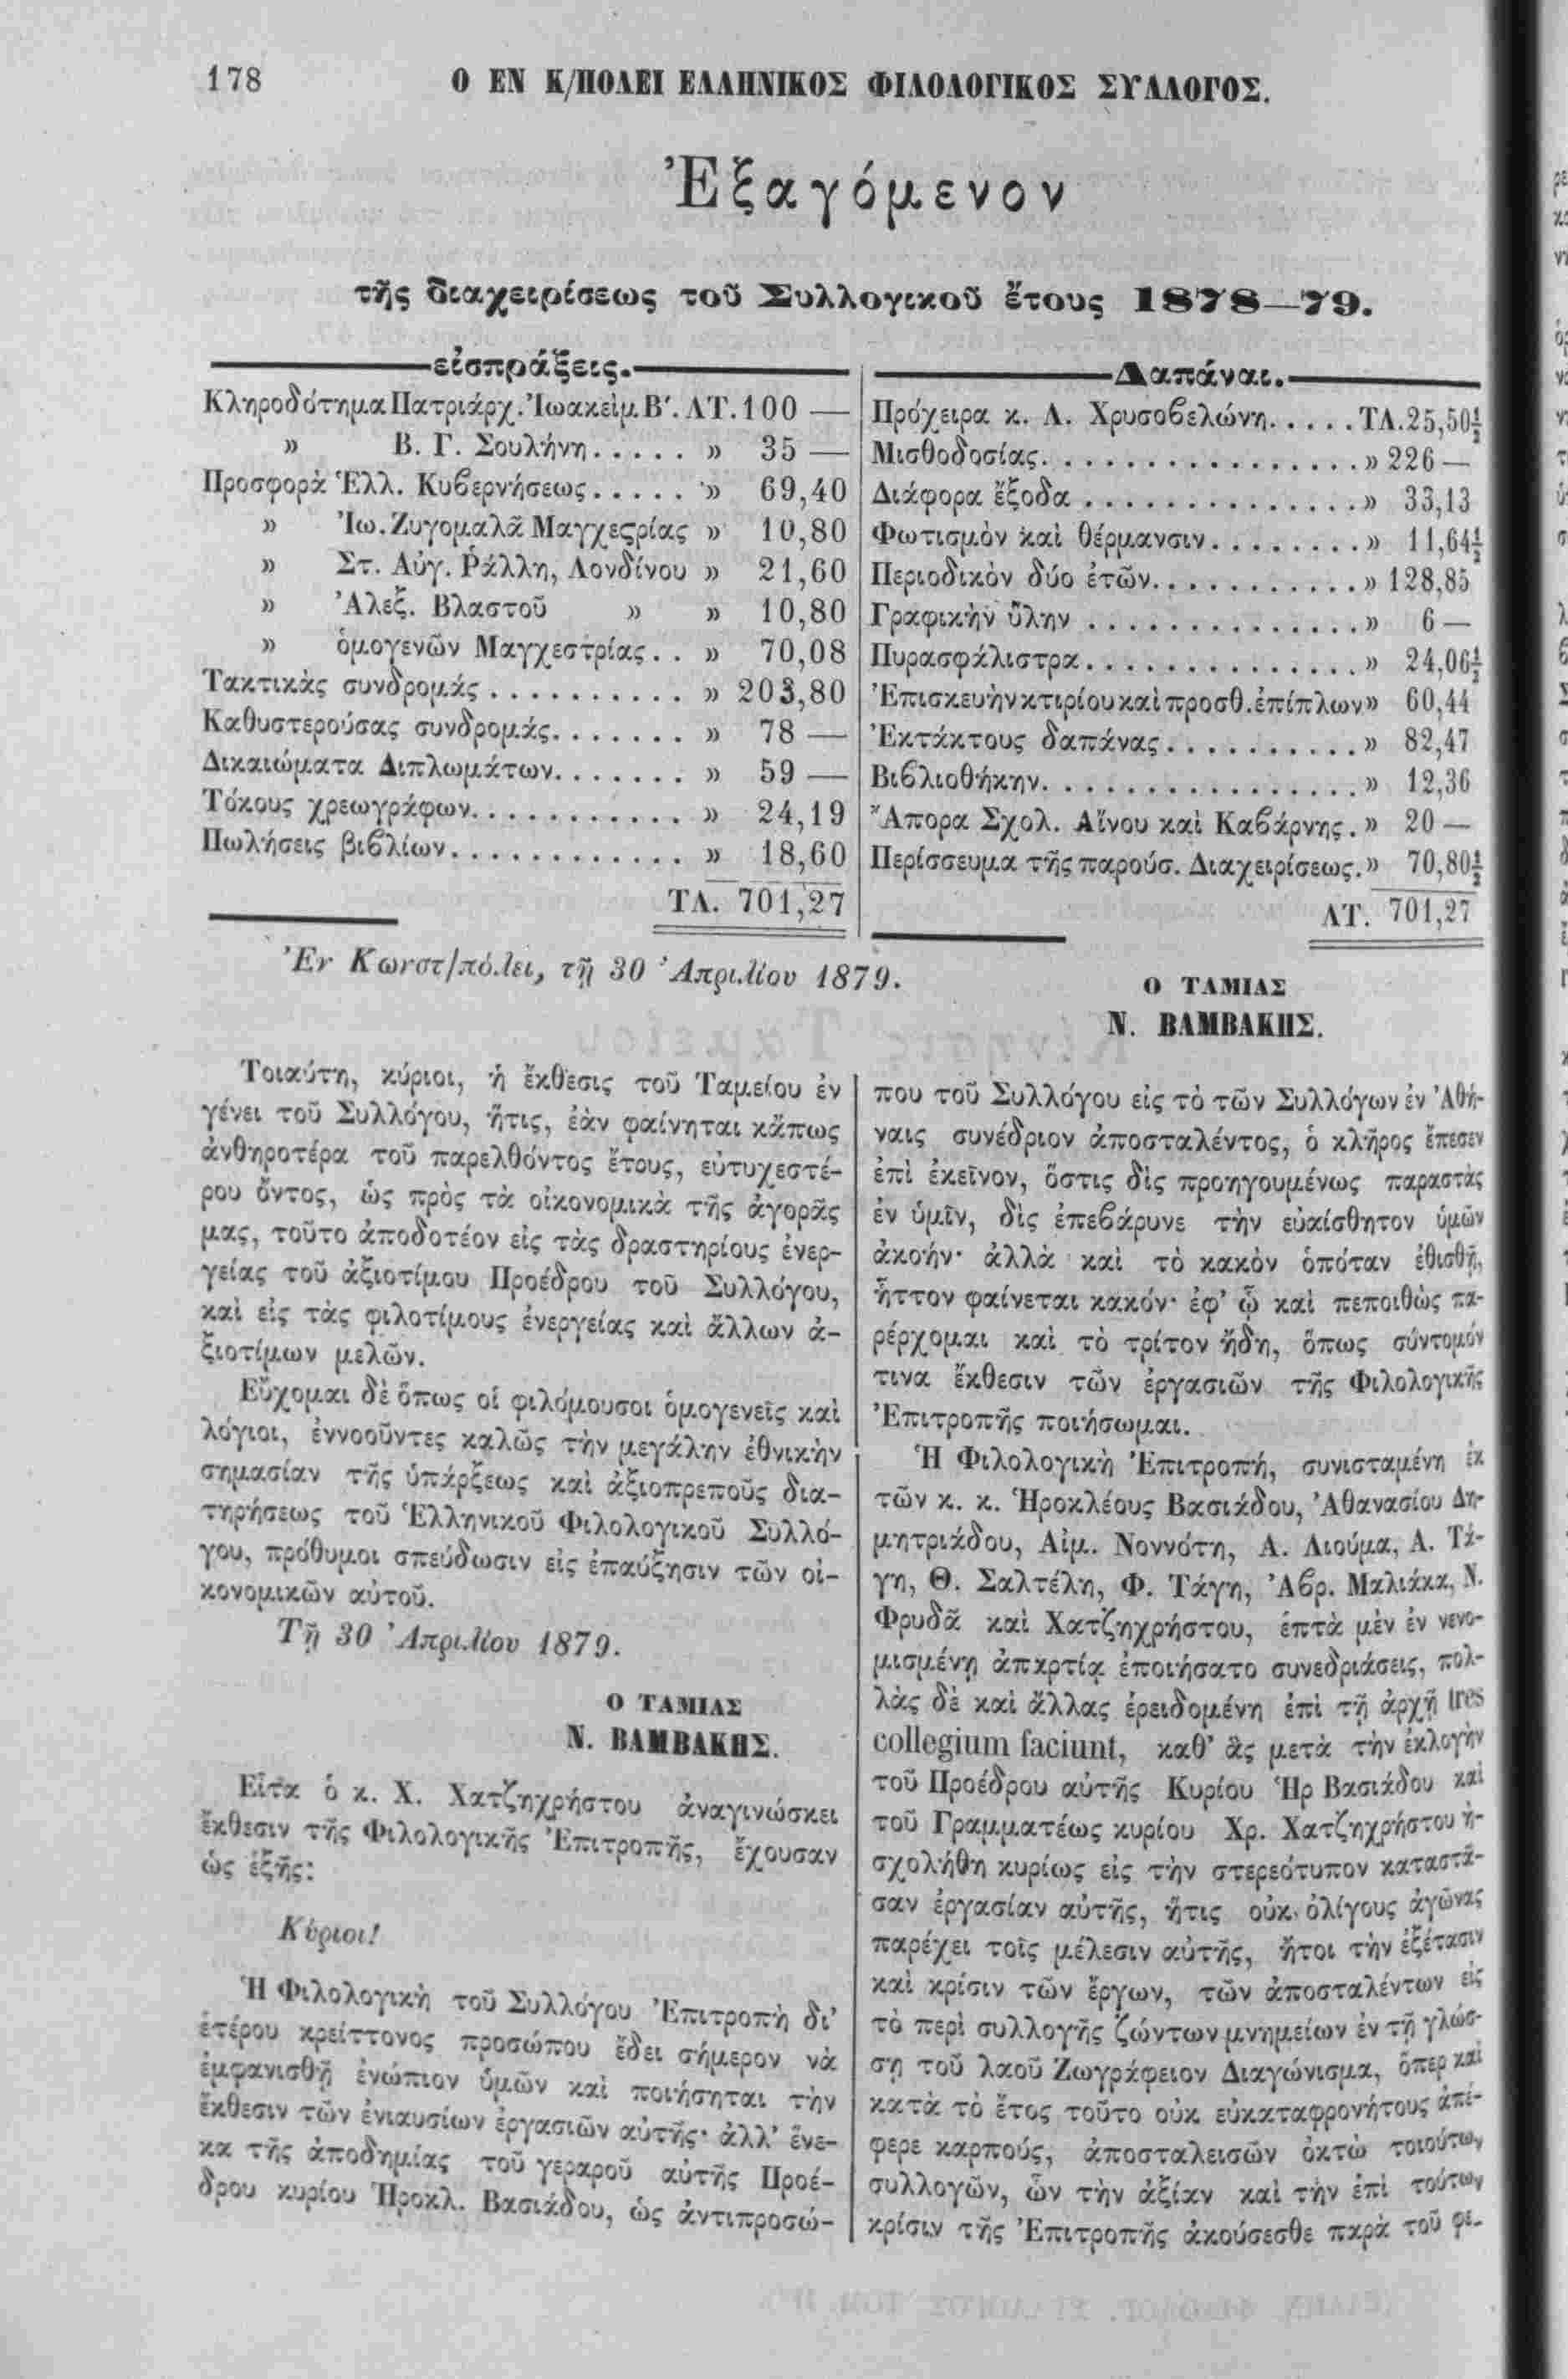 178 Ο ΕΝ Κ/ΠΟΛΕΙ ΕΛΛΗΝΙΚΟΣ ΦΙΛΟΛΟΓΙΚΟΣ ΣΥΛΛΟΓΟΣ.
Ἐξαγόμενον
τῆς διαχειρίσεως τοῦ Συλλογικοῦ ἔτους 1878—79.
εἰσπράξεις.
Κληροδότημα Πατριάρχ. Ἰωακεὶμ Β΄. ΛΤ. 100 —
» Β. Γ. Σουλήνη..... » 35 —
Προσφορὰ Ἑλλ. Κυβερνήσεως..... » 69,40
» Ἰω. Ζυγομαλᾶ Μαγχεςρίας » 10,80
» Στ. Αὐγ. Ῥάλλη, Λονδίνου » 21,60
» Ἀλεξ. Βλαστοῦ » » 10,80
» ὁμογενῶν Μαγχεστρίας.. » 70,08
Τακτικὰς συνδρομάς.......... » 203,80
Καθυστερούσας συνδρομάς....... » 78 —
Δικαιώματα Διπλωμάτων....... » 59 —
Τόκους χρεωγράφων........... » 24,19
Πωλήσεις βιβλίων............ » 18,60
ΤΛ. 701,27
Δαπάναι.
Πρόχειρα κ. Λ. Χρυσοβελώνη..... ΤΛ. 25,50½
Μισθοδοσίας................ » 226 —
Διάφορα ἔξοδα.............. » 33,13
Φωτισμὸν καὶ θέρμανσιν........ » 11,64½
Περιοδικὸν δύο ἐτῶν........... » 128,85
Γραφικὴν ὕλην.............. » 6 —
Πυρασφάλιστρα.............. » 24,06½
Ἐπισκευὴν κτιρίου καὶ προσθ. ἐπίπλων » 60,44
Ἐκτάκτους δαπάνας.......... » 82,47
Βιβλιοθήκην................ » 12,36
Ἄπορα Σχολ. Αἴνου καὶ Καβάρνης. » 20 —
Περίσσευμα τῆς παρούσ. Διαχειρίσεως. » 70,80½
ΛΤ. 701,27
Ἐν Κωνστ/πόλει, τῇ 30 Ἀπριλίου 1879.
Ο ΤΑΜΙΑΣ
Ν. ΒΑΜΒΑΚΗΣ.
Τοιαύτη, κύριοι, ἡ ἔκθεσις τοῦ Ταμείου ἐν
γένει τοῦ Συλλόγου, ἥτις, ἐὰν φαίνηται κἄπως
ἀνθηροτέρα τοῦ παρελθόντος ἔτους, εὐτυχεστέ-
ρου ὄντος, ὡς πρὸς τὰ οἰκονομικὰ τῆς ἀγορᾶς
μας, τοῦτο ἀποδοτέον εἰς τὰς δραστηρίους ἐνερ-
γείας τοῦ ἀξιοτίμου Προέδρου τοῦ Συλλόγου,
καὶ εἰς τὰς φιλοτίμους ἐνεργείας καὶ ἄλλων ἀ-
ξιοτίμων μελῶν.
Εὔχομαι δὲ ὅπως οἱ φιλόμουσοι ὁμογενεῖς καὶ
λόγιοι, ἐννοοῦντες καλῶς τὴν μεγάλην ἐθνικὴν
σημασίαν τῆς ὑπάρξεως καὶ ἀξιοπρεποῦς δια-
τηρήσεως τοῦ Ἑλληνικοῦ Φιλολογικοῦ Συλλό-
γου, πρόθυμοι σπεύδωσιν εἰς ἐπαύξησιν τῶν οἰ-
κονομικῶν αὐτοῦ.
Τῇ 30 Ἀπριλίου 1879.
Ο ΤΑΜΙΑΣ
Ν. ΒΑΜΒΑΚΗΣ.
Εἶτα ὁ κ. Χ. Χατζηχρήστου ἀναγινώσκει
ἔκθεσιν τῆς Φιλολογικῆς Ἐπιτροπῆς, ἔχουσαν
ὡς ἑξῆς:
Κύριοι!
Ἡ Φιλολογικὴ τοῦ Συλλόγου Ἐπιτροπὴ δι'
ἑτέρου κρείττονος προσώπου ἔδει σήμερον νὰ
ἐμφανισθῇ ἐνώπιον ὑμῶν καὶ ποιήσηται τὴν
ἔκθεσιν τῶν ἐνιαυσίων ἐργασιῶν αὐτῆς· ἀλλ' ἕνε-
κα τῆς ἀποδημίας τοῦ γεραροῦ αὐτῆς Προέ-
δρου κυρίου Ἡροκλ. Βασιάδου, ὡς ἀντιπροσώ-
που τοῦ Συλλόγου εἰς τὸ τῶν Συλλόγων ἐν Ἀθή-
ναις συνέδριον ἀποσταλέντος, ὁ κλῆρος ἔπεσεν
ἐπὶ ἐκεῖνον, ὅστις δὶς προηγουμένως παραστὰς
ἐν ὑμῖν, δὶς ἐπεβάρυνε τὴν εὐαίσθητον ὑμῶν
ἀκοήν· ἀλλὰ καὶ τὸ κακὸν ὁπόταν ἐθισθῇ,
ἧττον φαίνεται κακόν· ἐφ' ᾧ καὶ πεποιθὼς πα-
ρέρχομαι καὶ τὸ τρίτον ἤδη, ὅπως σύντομόν
τινα ἔκθεσιν τῶν ἐργασιῶν τῆς Φιλολογικῆς
Ἐπιτροπῆς ποιήσωμαι.
Ἡ Φιλολογικὴ Ἐπιτροπή, συνισταμένη ἐκ
τῶν κ. κ. Ἡροκλέους Βασιάδου, Ἀθανασίου Δη-
μητριάδου, Αἰμ. Νοννότη, Α. Λιούμα, Α. Τά-
γη, Θ. Σαλτέλη, Φ. Τάγη, Ἀβρ. Μαλιάκα, Ν.
Φρυδᾶ καὶ Χατζηχρήστου, ἑπτὰ μὲν ἐν νενο-
μισμένῃ ἀπαρτίᾳ ἐποιήσατο συνεδριάσεις, πολ-
λὰς δὲ καὶ ἄλλας ἐρειδομένη ἐπὶ τῇ ἀρχῇ tres
collegium faciunt, καθ' ἃς μετὰ τὴν ἐκλογὴν
τοῦ Προέδρου αὐτῆς Κυρίου Ἡρ Βασιάδου καὶ
τοῦ Γραμματέως κυρίου Χρ. Χατζηχρήστου ἠ-
σχολήθη κυρίως εἰς τὴν στερεότυπον καταστᾶ-
σαν ἐργασίαν αὐτῆς, ἥτις οὐκ ὀλίγους ἀγῶνας
παρέχει τοῖς μέλεσιν αὐτῆς, ἤτοι τὴν ἐξέτασιν
καὶ κρίσιν τῶν ἔργων, τῶν ἀποσταλέντων εἰς
τὸ περὶ συλλογῆς ζώντων μνημείων ἐν τῇ γλώσ-
σῃ τοῦ λαοῦ Ζωγράφειον Διαγώνισμα, ὅπερ καὶ
κατὰ τὸ ἔτος τοῦτο οὐκ εὐκαταφρονήτους ἀπέ-
φερε καρπούς, ἀποσταλεισῶν ὀκτὼ τοιούτων
συλλογῶν, ὧν τὴν ἀξίαν καὶ τὴν ἐπὶ τούτων
κρίσιν τῆς Ἐπιτροπῆς ἀκούσεσθε παρὰ τοῦ φε-